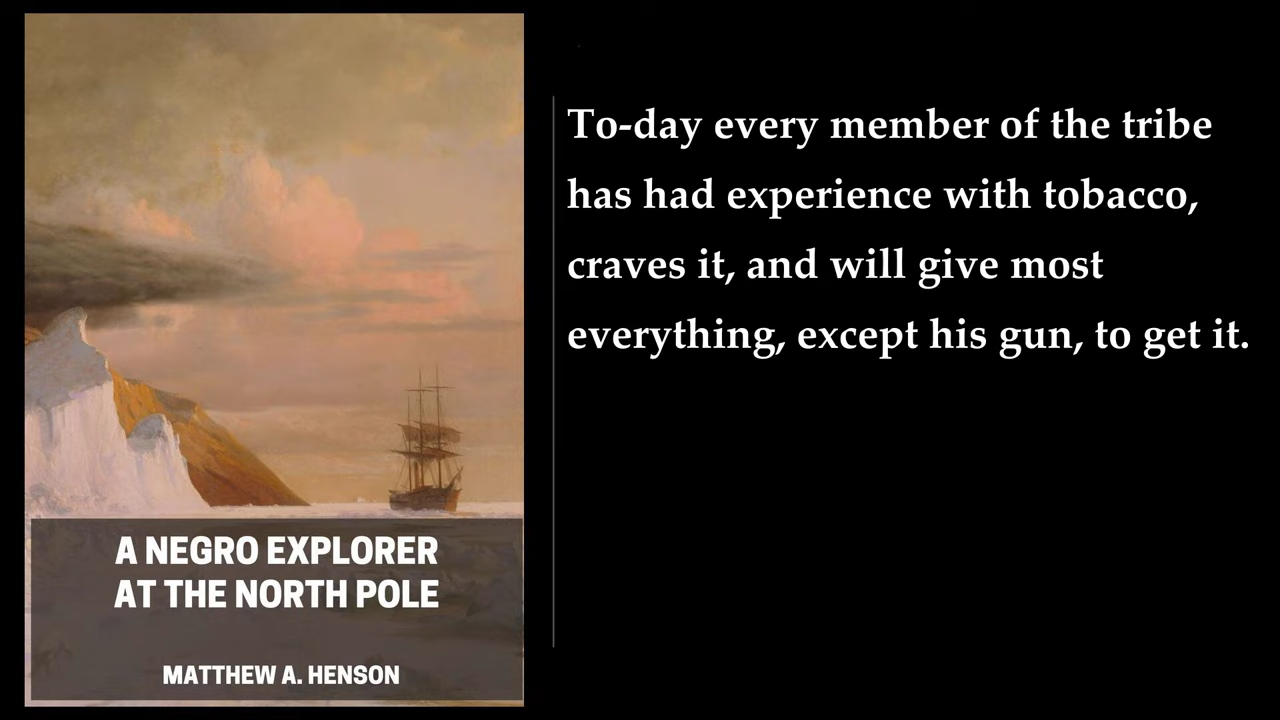 To-day every member of the tribe
has had experience with tobacco,
craves it, and will give most
everything, except his gun, to get it.
A NEGRO EXPLORER
AT THE NORTH POLE
MATTHEW A. HENSON